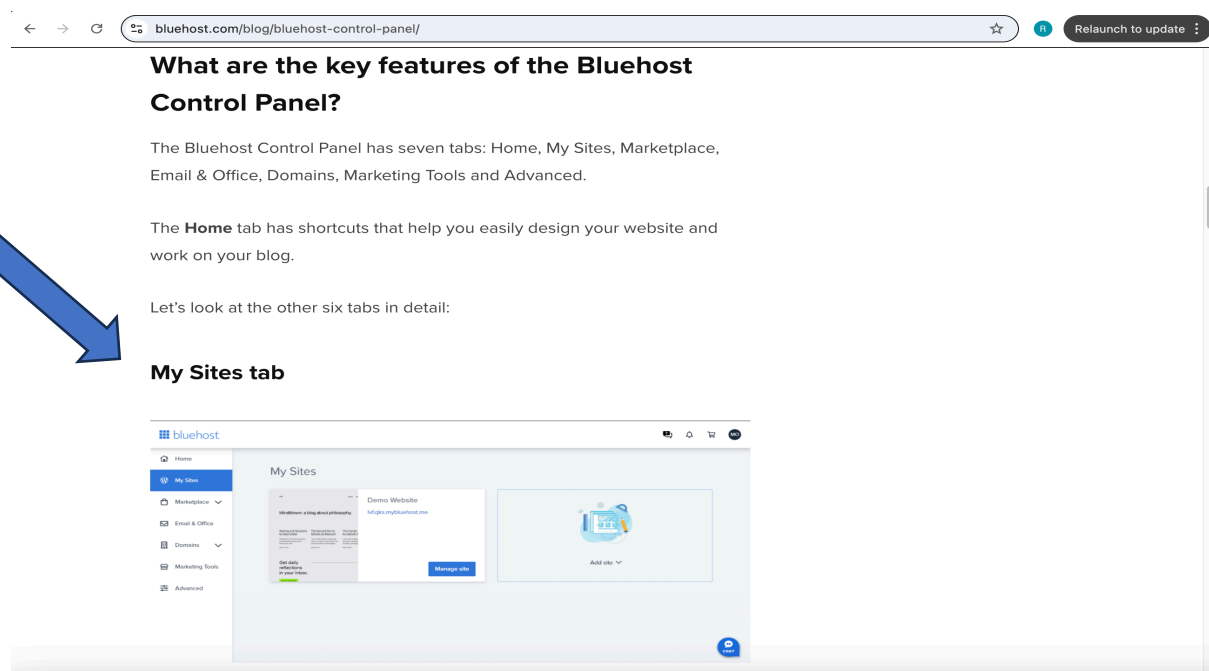 bluehost.com/blog/bluehost-control-panel/
R
Relaunch to update
What are the key features of the Bluehost
Control Panel?
The Bluehost Control Panel has seven tabs: Home, My Sites, Marketplace,
Email & Office, Domains, Marketing Tools and Advanced.
The Home tab has shortcuts that help you easily design your website and
work on your blog.
Let’s look at the other six tabs in detail:
My Sites tab
bluehost
Home
My Sites
Marketplace
Email & Office
Domains
Marketing Tools
Advanced
My Sites
Mindblown: a blog about philosophy.
Get daily
reflections
in your inbox.
Demo Website
Manage site
Add site
CHAT